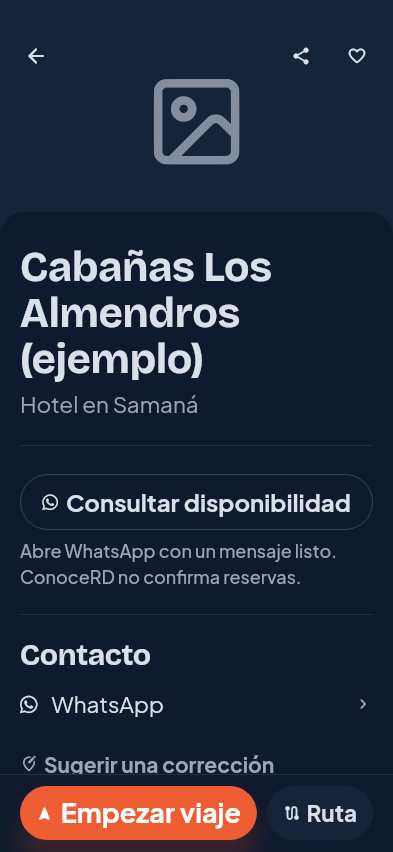 Cabañas Los
Almendros
(ejemplo)
Hotel en Samaná
Consultar disponibilidad
Abre WhatsApp con un mensaje listo.
ConoceRD no confirma reservas.
Contacto
WhatsApp
Sugerir una corrección
Empezar viaje
Ruta